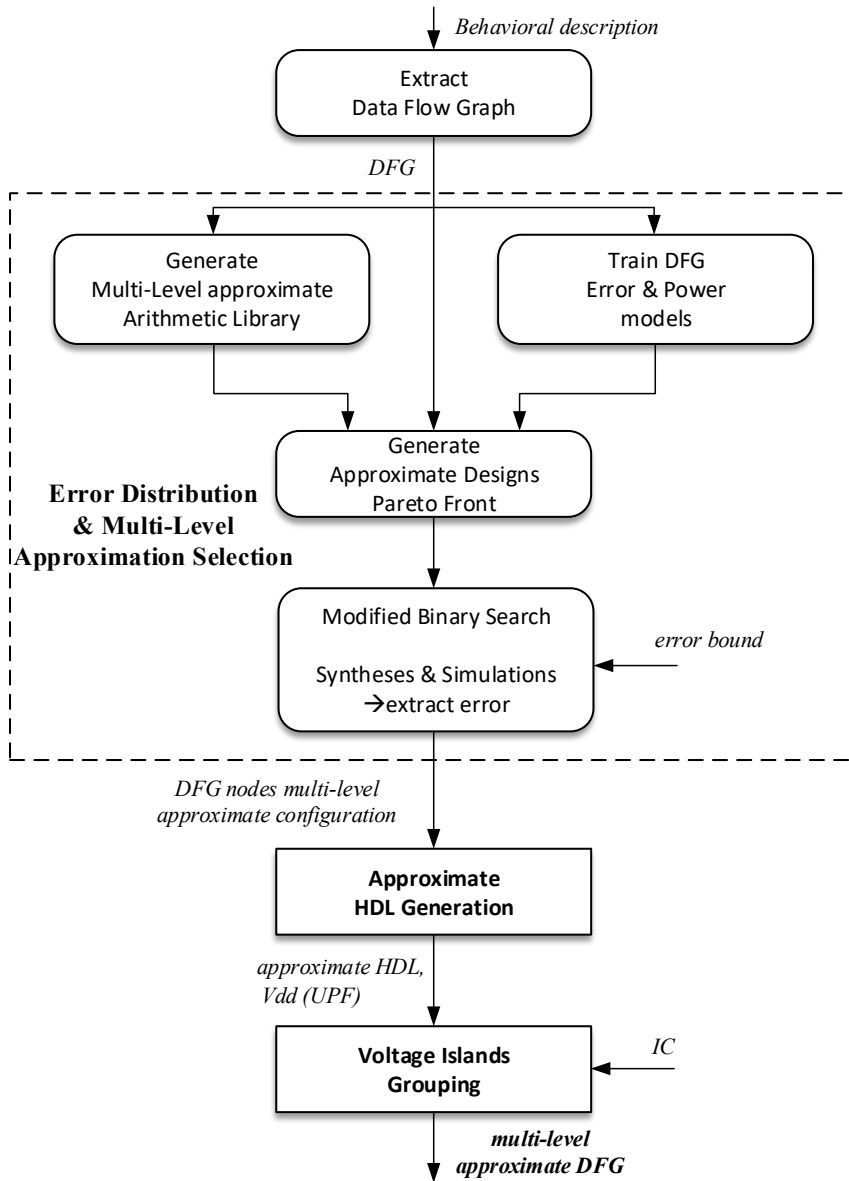 Behavioral description
Extract
Data Flow Graph
DFG
Generate
Multi-Level approximate
Arithmetic Library
Train DFG
Error & Power
models
Generate
Approximate Designs
Pareto Front
Error Distribution
& Multi-Level
Approximation Selection
Modified Binary Search
Syntheses & Simulations
→extract error
error bound
DFG nodes multi-level
approximate configuration
Approximate
HDL Generation
approximate HDL,
Vdd (UPF)
Voltage Islands
Grouping
IC
multi-level
approximate DFG